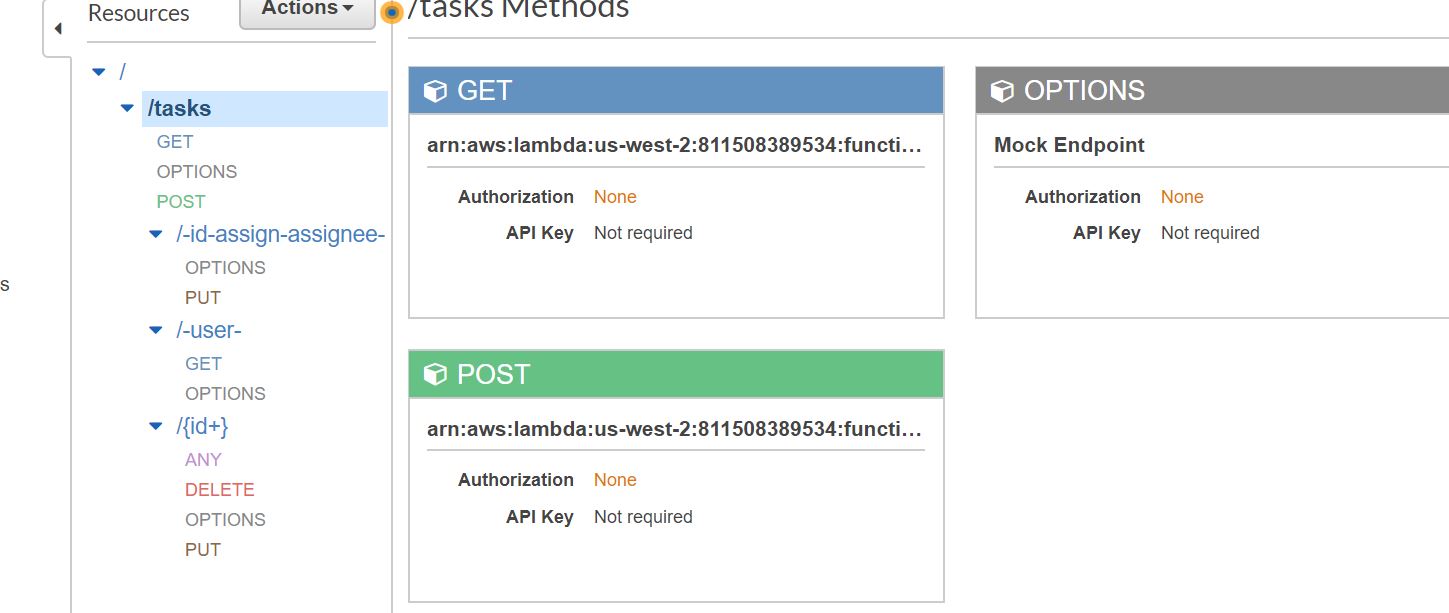 Resources
Actions
/tasks Methods
/
/tasks
GET
OPTIONS
POST
/-id-assign-assignee-
OPTIONS
PUT
/-user-
GET
OPTIONS
/{id+}
ANY
DELETE
OPTIONS
PUT
s
GET
arn:aws:lambda:us-west-2:811508389534:functi...
Authorization None
API Key Not required
OPTIONS
Mock Endpoint
Authorization None
API Key Not required
POST
arn:aws:lambda:us-west-2:811508389534:functi...
Authorization None
API Key Not required